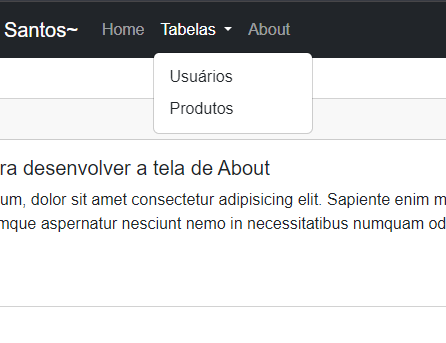 Santos~ Home Tabelas About
Usuários
Produtos
ra desenvolver a tela de About
um, dolor sit amet consectetur adipisicing elit. Sapiente enim m
mque aspernatur nesciunt nemo in necessitatibus numquam od